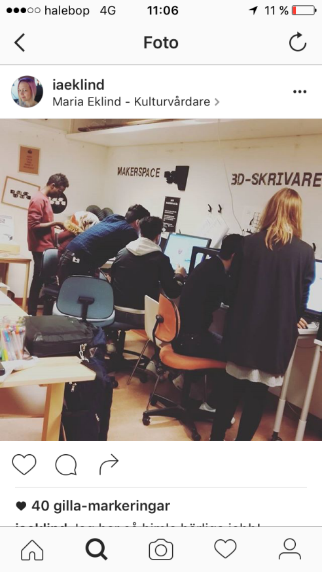 halebop 4G 11:06 11 %
Foto
iaeklind
Maria Eklind - Kulturvårdare >
MAKERSPACE
3D-SKRIVARE
40 gilla-markeringar